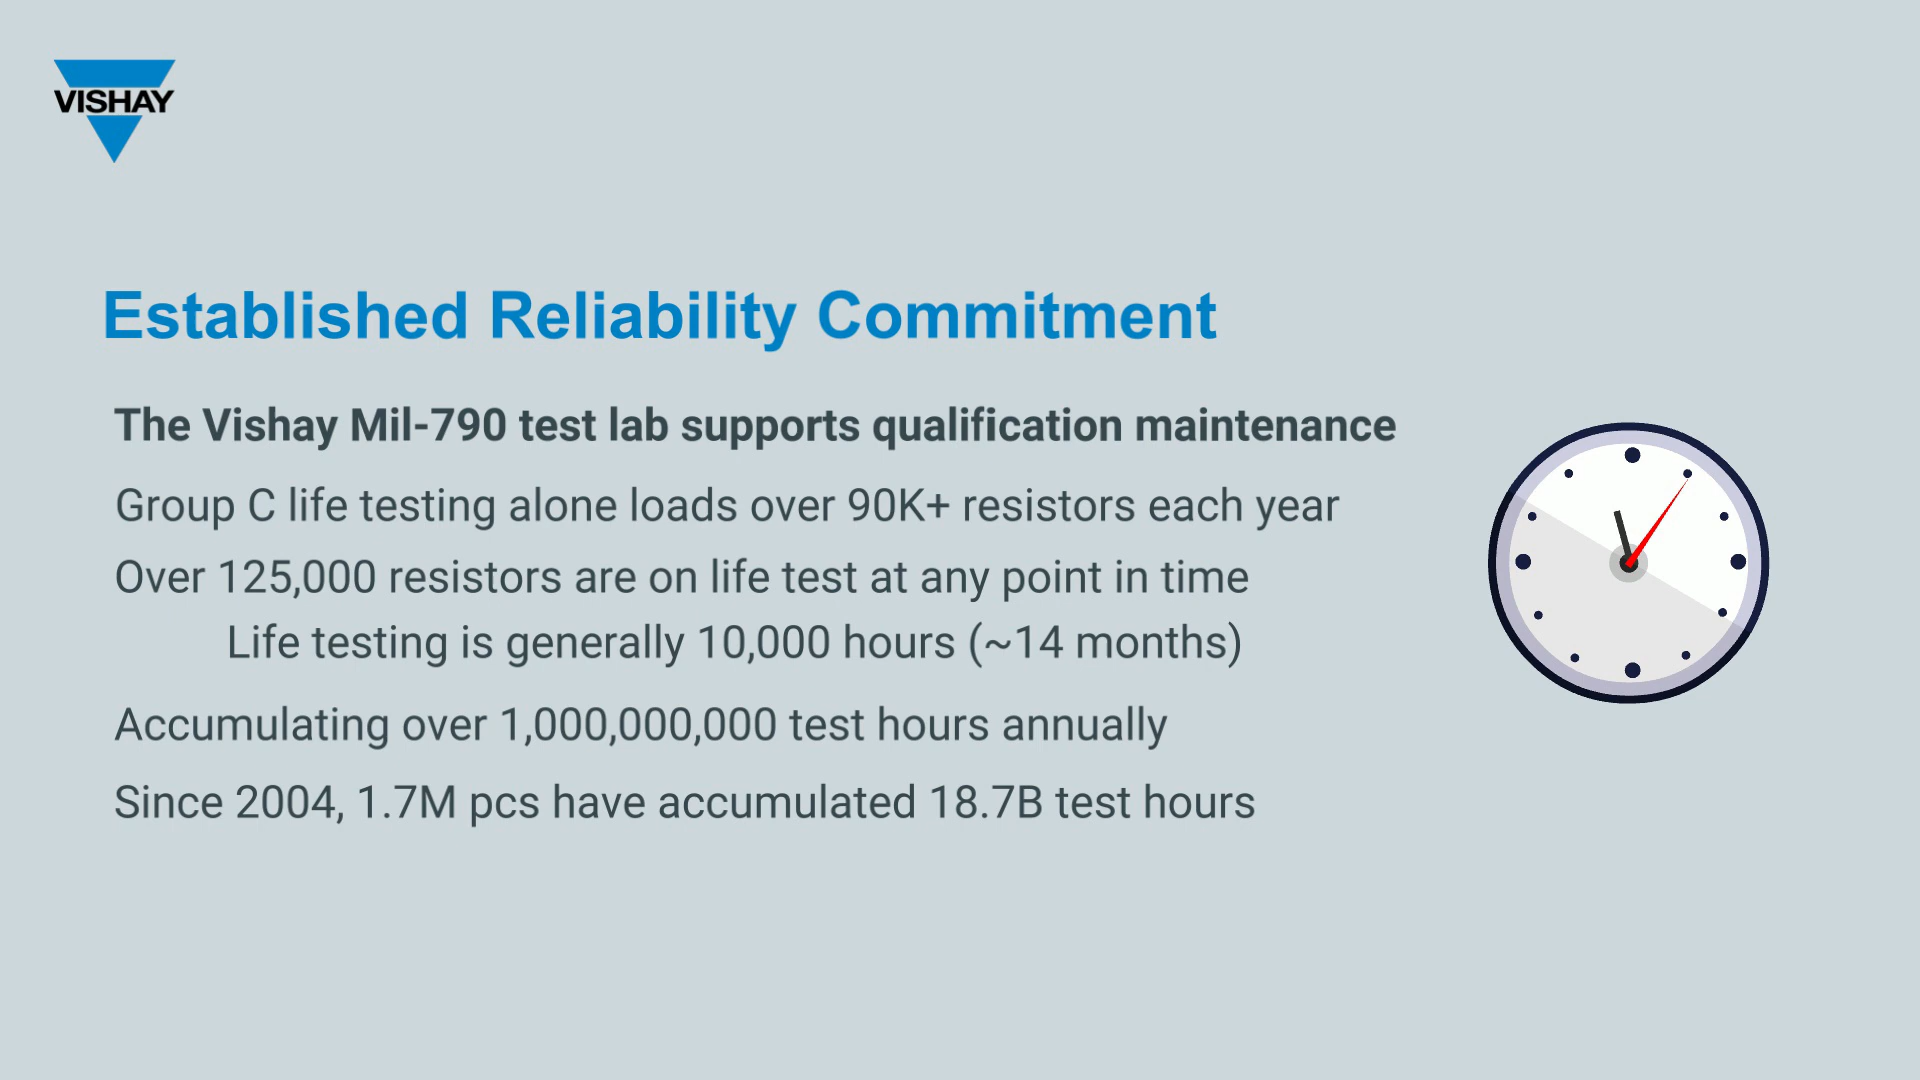 VISHAY
Established Reliability Commitment
The Vishay Mil-790 test lab supports qualification maintenance
Group C life testing alone loads over 90K+ resistors each year
Over 125,000 resistors are on life test at any point in time
Life testing is generally 10,000 hours (~14 months)
Accumulating over 1,000,000,000 test hours annually
Since 2004, 1.7M pcs have accumulated 18.7B test hours